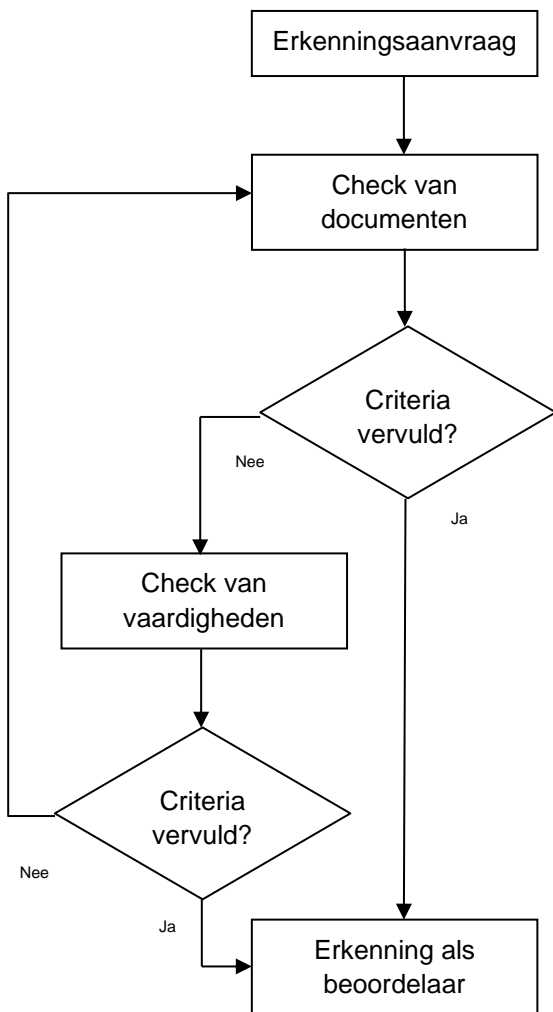 Erkenningsaanvraag
Check van
documenten
Criteria
vervuld?
Nee
Ja
Check van
vaardigheden
Criteria
vervuld?
Nee
Ja
Erkenning als
beoordelaar